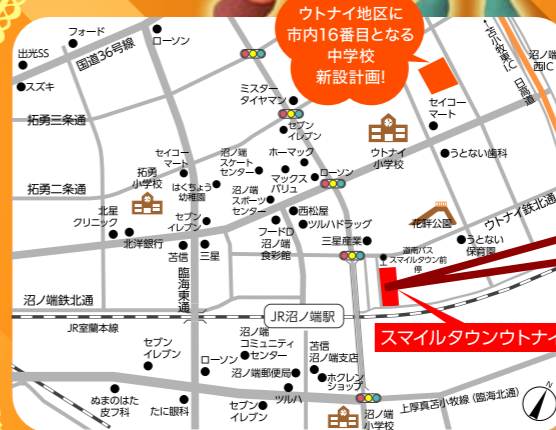 ウトナイ地区に
市内16番目となる
中学校
新設計画!
フォード
ローソン
出光SS
国道36号線
スズキ
苫小牧東IC
日高道
沼ノ端
西IC
ミスター
タイヤマン
セイコー
マート
拓勇三条通
セブン
イレブン
ウトナイ
小学校
うとない歯科
セイコー
マート
沼ノ端
スケート
センター
ホーマック
拓勇
小学校
マックス
バリュ
ローソン
はくちょう
幼稚園
拓勇二条通
沼ノ端
スポーツ
センター
北星
クリニック
西松屋
セブン
イレブン
ツルハドラッグ
花畔公園
ウトナイ鉄北通
フードD
沼ノ端
食彩館
北洋銀行
苫信
三星
三星産業
道南バス
スマイルタウン前
停
うとない
保育園
臨海東通
沼ノ端鉄北通
JR沼ノ端駅
JR室蘭本線
スマイルタウンウトナイ
セブン
イレブン
沼ノ端
コミュニティ
センター
苫信
沼ノ端支店
ローソン
沼ノ端郵便局
ホクレン
ショップ
ぬまのはた
皮フ科
たに眼科
セブン
イレブン
ツルハ
沼ノ端
小学校
上厚真苫小牧線(臨海北通)
N